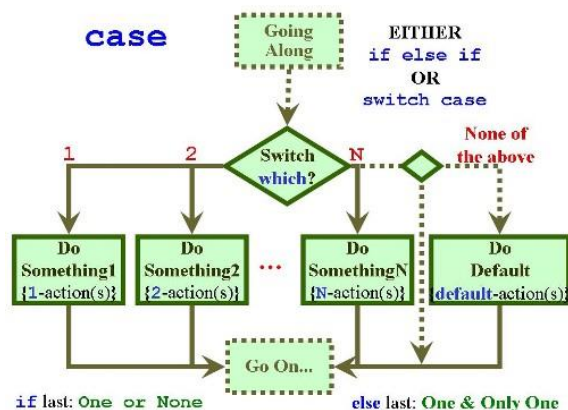 case
Going
Along
EITHER
if else if
OR
switch case
None of
the above
1
2
Switch
which?
N
Do
Something1
{1-action(s)}
Do
Something2
{2-action(s)}
...
Do
SomethingN
{N-action(s)}
Do
Default
{default-action(s)}
Go On...
if last: One or None
else last: One & Only One